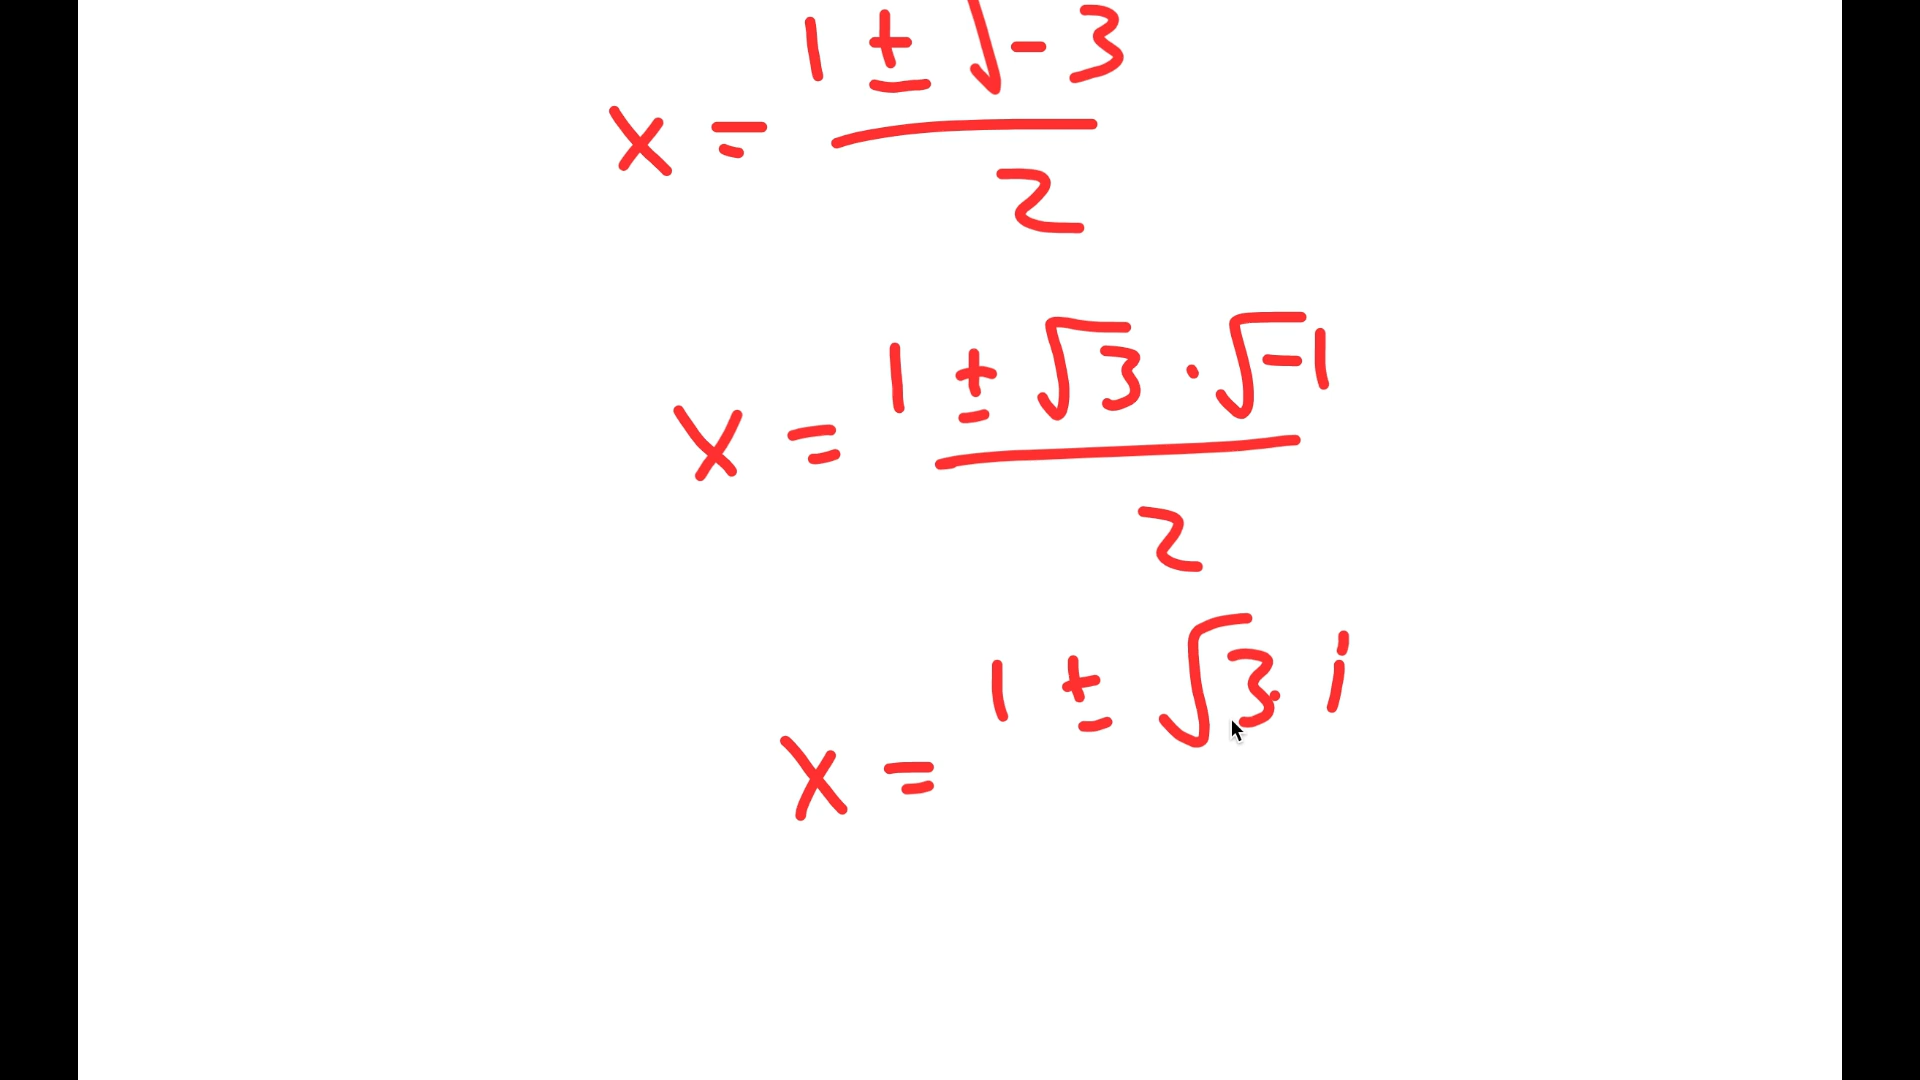 x = (1 ± √-3) / 2
x = (1 ± √3 · √-1) / 2
x = 1 ± √3 · i